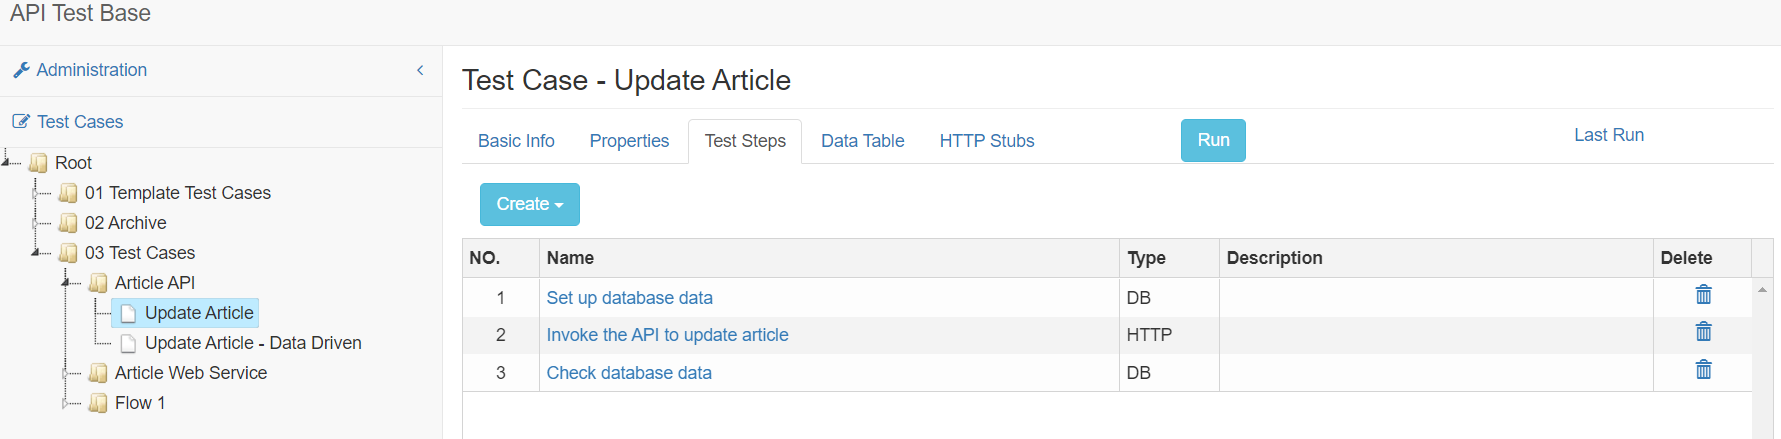 API Test Base
Administration
Test Cases
Root
01 Template Test Cases
02 Archive
03 Test Cases
Article API
Update Article
Update Article - Data Driven
Article Web Service
Flow 1
Test Case - Update Article
Basic Info Properties Test Steps Data Table HTTP Stubs Run Last Run
Create
NO. Name Type Description Delete
1 Set up database data DB
2 Invoke the API to update article HTTP
3 Check database data DB